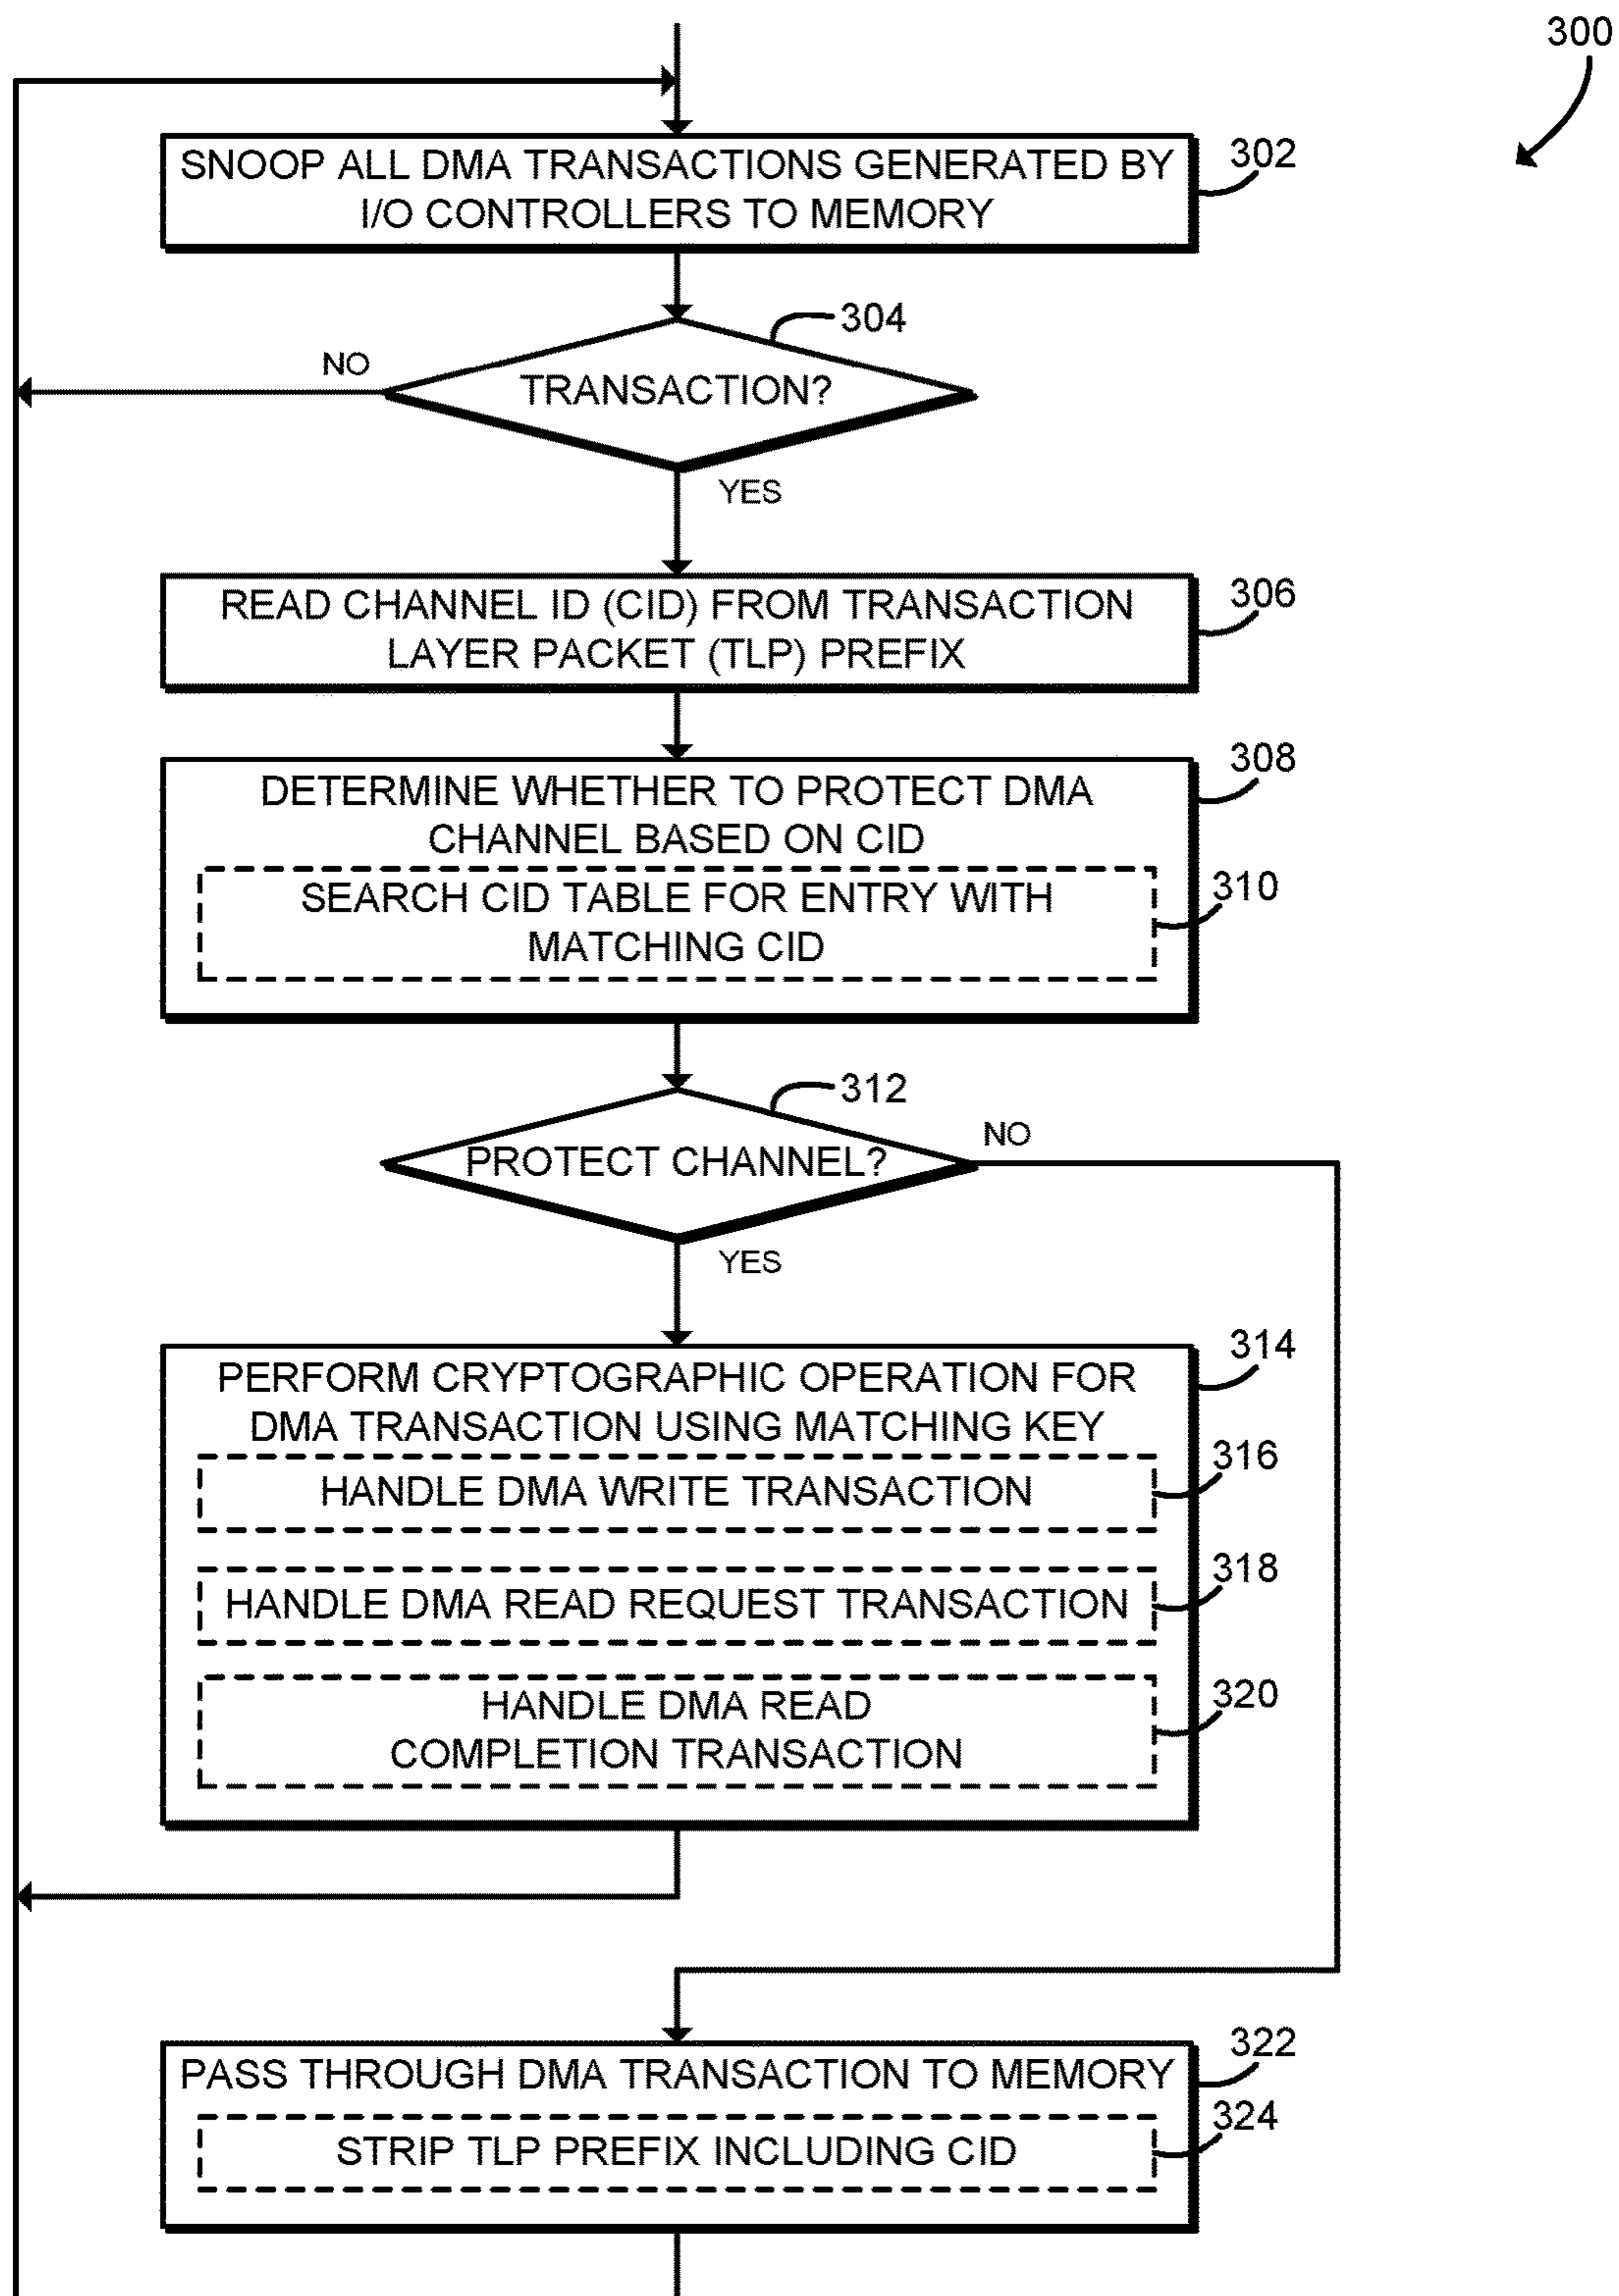 300
SNOOP ALL DMA TRANSACTIONS GENERATED BY
I/O CONTROLLERS TO MEMORY
302
304
NO
TRANSACTION?
YES
READ CHANNEL ID (CID) FROM TRANSACTION
LAYER PACKET (TLP) PREFIX
306
DETERMINE WHETHER TO PROTECT DMA
CHANNEL BASED ON CID
308
SEARCH CID TABLE FOR ENTRY WITH
MATCHING CID
310
312
PROTECT CHANNEL?
NO
YES
PERFORM CRYPTOGRAPHIC OPERATION FOR
DMA TRANSACTION USING MATCHING KEY
314
HANDLE DMA WRITE TRANSACTION
316
HANDLE DMA READ REQUEST TRANSACTION
318
HANDLE DMA READ
COMPLETION TRANSACTION
320
PASS THROUGH DMA TRANSACTION TO MEMORY
322
STRIP TLP PREFIX INCLUDING CID
324